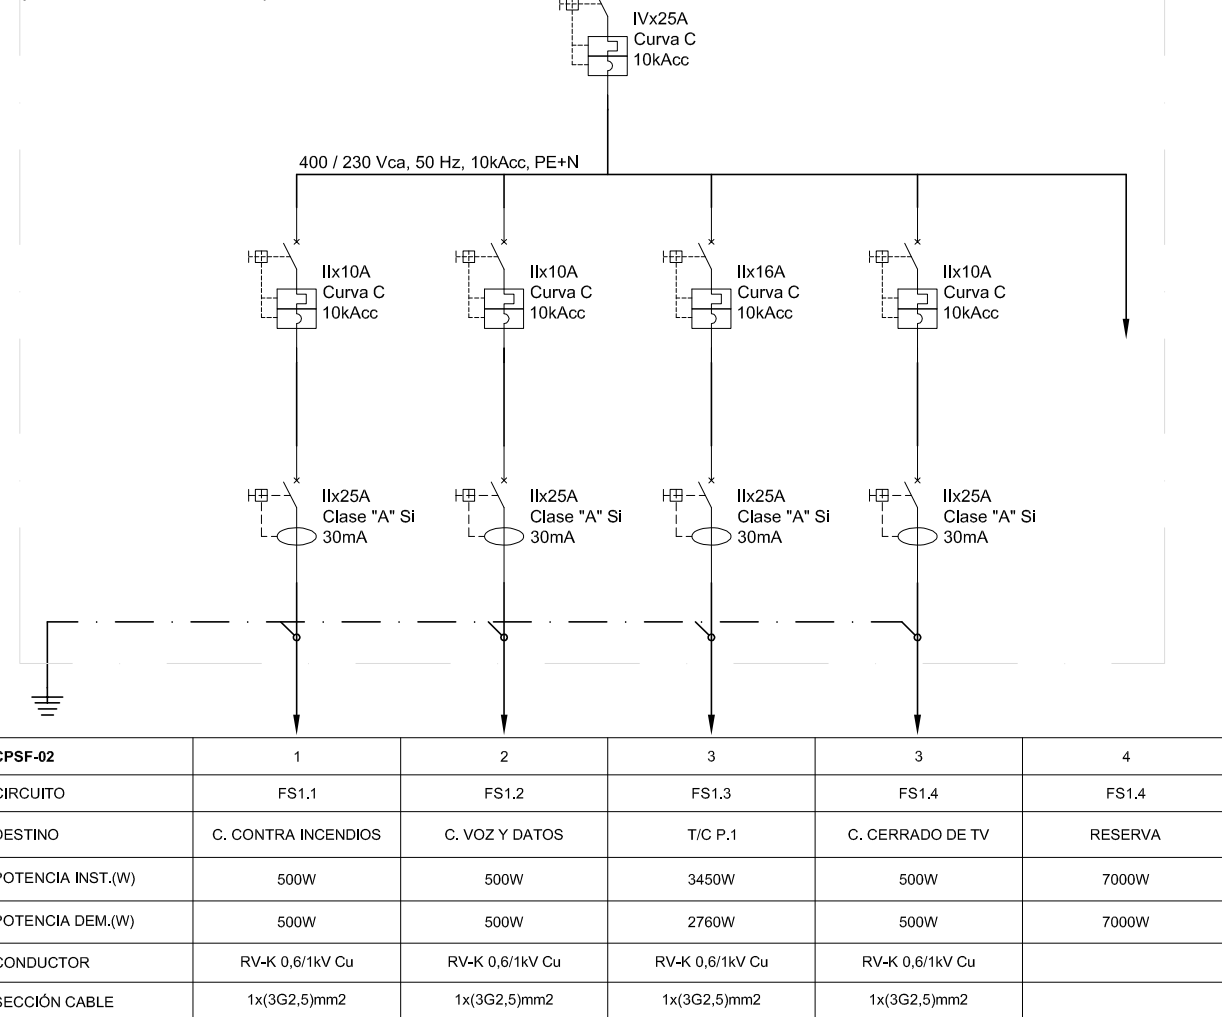 IVx25A
Curva C
10kAcc
400 / 230 Vca, 50 Hz, 10kAcc, PE+N
IIx10A
Curva C
10kAcc
IIx10A
Curva C
10kAcc
IIx16A
Curva C
10kAcc
IIx10A
Curva C
10kAcc
IIx25A
Clase "A" Si
30mA
IIx25A
Clase "A" Si
30mA
IIx25A
Clase "A" Si
30mA
IIx25A
Clase "A" Si
30mA
CPSF-02 1 2 3 3 4
CIRCUITO FS1.1 FS1.2 FS1.3 FS1.4 FS1.4
DESTINO C. CONTRA INCENDIOS C. VOZ Y DATOS T/C P.1 C. CERRADO DE TV RESERVA
POTENCIA INST.(W) 500W 500W 3450W 500W 7000W
POTENCIA DEM.(W) 500W 500W 2760W 500W 7000W
CONDUCTOR RV-K 0,6/1kV Cu RV-K 0,6/1kV Cu RV-K 0,6/1kV Cu RV-K 0,6/1kV Cu
SECCIÓN CABLE 1x(3G2,5)mm2 1x(3G2,5)mm2 1x(3G2,5)mm2 1x(3G2,5)mm2